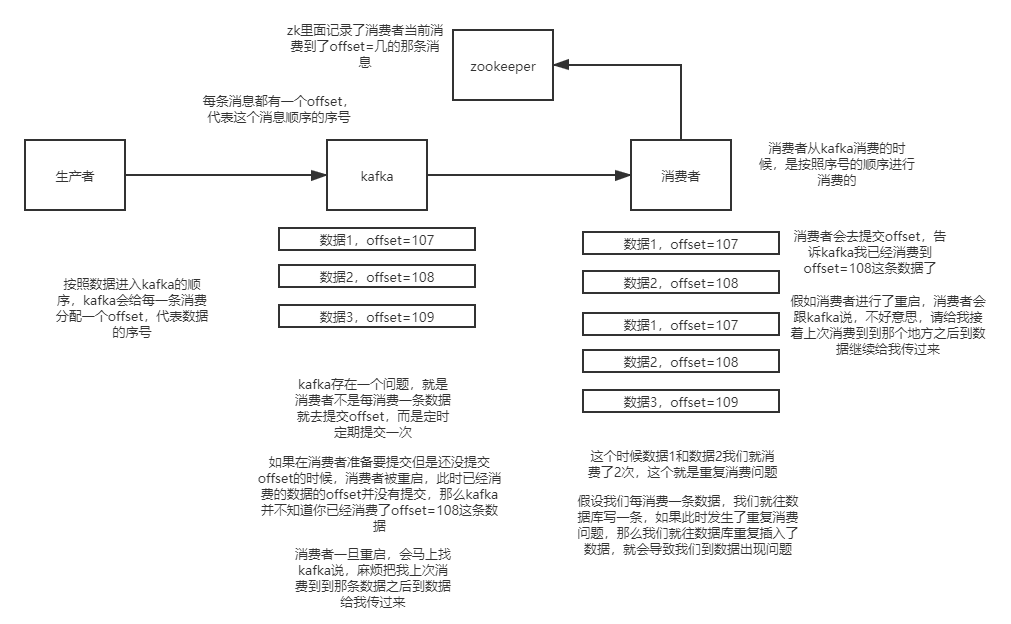 zk里面记录了消费者当前消
费到了offset=几的那条消
息
zookeeper
每条消息都有一个offset，
代表这个消息顺序的序号
生产者
kafka
消费者
消费者从kafka消费的时
候，是按照序号的顺序进行
消费的
按照数据进入kafka的顺
序，kafka会给每一条消费
分配一个offset，代表数据
的序号
数据1，offset=107
数据2，offset=108
数据3，offset=109
数据1，offset=107
数据2，offset=108
数据1，offset=107
数据2，offset=108
数据3，offset=109
消费者会去提交offset，告
诉kafka我已经消费到
offset=108这条数据了
假如消费者进行了重启，消费者会
跟kafka说，不好意思，请给我接
着上次消费到到那个地方之后到数
据继续给我传过来
kafka存在一个问题，就是
消费者不是每消费一条数据
就去提交offset，而是定时
定期提交一次
如果在消费者准备要提交但是还没提交
offset的时候，消费者被重启，此时已经消
费的数据的offset并没有提交，那么kafka
并不知道你已经消费了offset=108这条数
据
消费者一旦重启，会马上找
kafka说，麻烦把我上次消
费到到那条数据之后到数据
给我传过来
这个时候数据1和数据2我们就消
费了2次，这个就是重复消费问题
假设我们每消费一条数据，我们就往数
据库写一条，如果此时发生了重复消费
问题，那么我们就往数据库重复插入了
数据，就会导致我们到数据出现问题